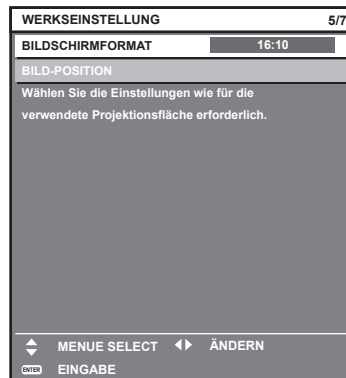 WERKSEINSTELLUNG 5/7
BILDSCHIRMFORMAT 16:10
BILD-POSITION
Wählen Sie die Einstellungen wie für die
verwendete Projektionsfläche erforderlich.
MENUE SELECT ÄNDERN
ENTER EINGABE